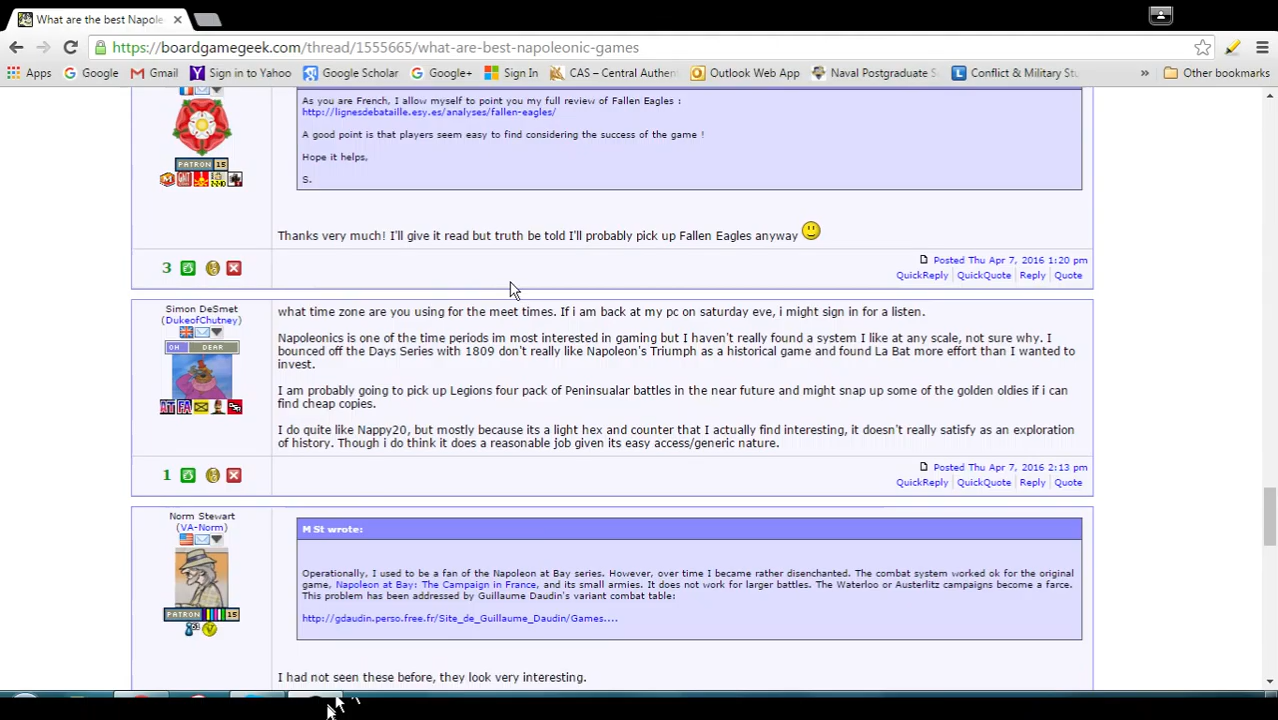 What are the best Napole
https://boardgamegeek.com/thread/1555665/what-are-best-napoleonic-games
Apps Google Gmail Sign in to Yahoo Google Scholar Google+ Sign In CAS – Central Authen Outlook Web App Naval Postgraduate S Conflict & Military Stu » Other bookmarks
As you are French, I allow myself to point you my full review of Fallen Eagles :
http://lignesdebataille.esy.es/analyses/fallen-eagles/
A good point is that players seem easy to find considering the success of the game !
Hope it helps,
S.
PATRON 15
Thanks very much! I'll give it read but truth be told I'll probably pick up Fallen Eagles anyway
3
Posted Thu Apr 7, 2016 1:20 pm
QuickReply QuickQuote Reply Quote
Simon DeSmet
(DukeofChutney)
OH DEAR
what time zone are you using for the meet times. If i am back at my pc on saturday eve, i might sign in for a listen.
Napoleonics is one of the time periods im most interested in gaming but I haven't really found a system I like at any scale, not sure why. I
bounced off the Days Series with 1809 don't really like Napoleon's Triumph as a historical game and found La Bat more effort than I wanted to
invest.
I am probably going to pick up Legions four pack of Peninsualar battles in the near future and might snap up some of the golden oldies if i can
find cheap copies.
I do quite like Nappy20, but mostly because its a light hex and counter that I actually find interesting, it doesn't really satisfy as an exploration
of history. Though i do think it does a reasonable job given its easy access/generic nature.
1
Posted Thu Apr 7, 2016 2:13 pm
QuickReply QuickQuote Reply Quote
Norm Stewart
(VA-Norm)
PATRON 15
M St wrote:
Operationally, I used to be a fan of the Napoleon at Bay series. However, over time I became rather disenchanted. The combat system worked ok for the original
game, Napoleon at Bay: The Campaign in France, and its small armies. It does not work for larger battles. The Waterloo or Austerlitz campaigns become a farce.
This problem has been addressed by Guillaume Daudin's variant combat table:
http://gdaudin.perso.free.fr/Site_de_Guillaume_Daudin/Games....
I had not seen these before, they look very interesting.